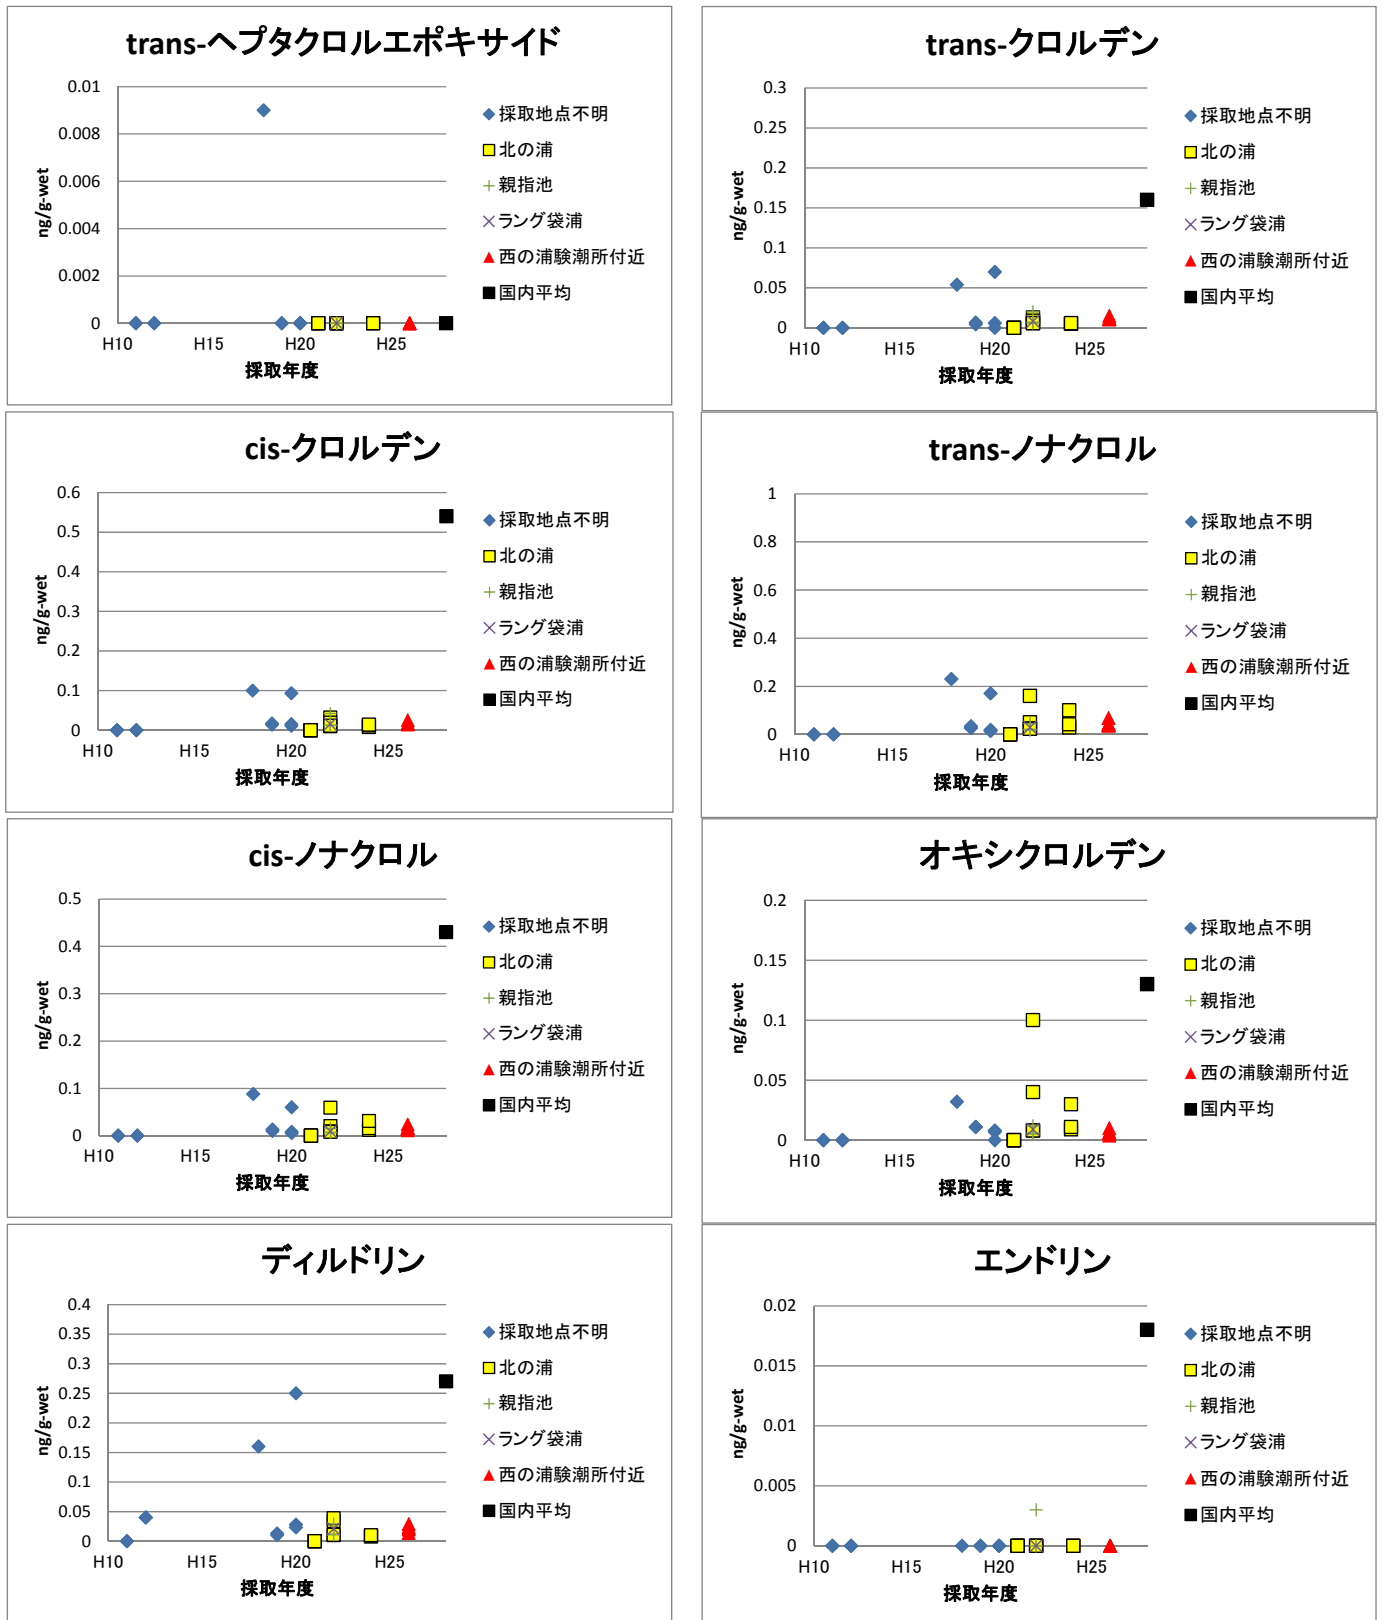 trans-ヘプタクロルエポキサイド
0.01
0.008
0.006
0.004
0.002
0
ng/g-wet
H10 H15 H20 H25
採取年度
採取地点不明
北の浦
親指池
ラング袋浦
西の浦験潮所付近
国内平均
trans-クロルデン
0.3
0.25
0.2
0.15
0.1
0.05
0
ng/g-wet
H10 H15 H20 H25
採取年度
採取地点不明
北の浦
親指池
ラング袋浦
西の浦験潮所付近
国内平均
cis-クロルデン
0.6
0.5
0.4
0.3
0.2
0.1
0
ng/g-wet
H10 H15 H20 H25
採取年度
採取地点不明
北の浦
親指池
ラング袋浦
西の浦験潮所付近
国内平均
trans-ノナクロル
1
0.8
0.6
0.4
0.2
0
ng/g-wet
H10 H15 H20 H25
採取年度
採取地点不明
北の浦
親指池
ラング袋浦
西の浦験潮所付近
国内平均
cis-ノナクロル
0.5
0.4
0.3
0.2
0.1
0
ng/g-wet
H10 H15 H20 H25
採取年度
採取地点不明
北の浦
親指池
ラング袋浦
西の浦験潮所付近
国内平均
オキシクロルデン
0.2
0.15
0.1
0.05
0
ng/g-wet
H10 H15 H20 H25
採取年度
採取地点不明
北の浦
親指池
ラング袋浦
西の浦験潮所付近
国内平均
ディルドリン
0.4
0.35
0.3
0.25
0.2
0.15
0.1
0.05
0
ng/g-wet
H10 H15 H20 H25
採取年度
採取地点不明
北の浦
親指池
ラング袋浦
西の浦験潮所付近
国内平均
エンドリン
0.02
0.015
0.01
0.005
0
ng/g-wet
H10 H15 H20 H25
採取年度
採取地点不明
北の浦
親指池
ラング袋浦
西の浦験潮所付近
国内平均